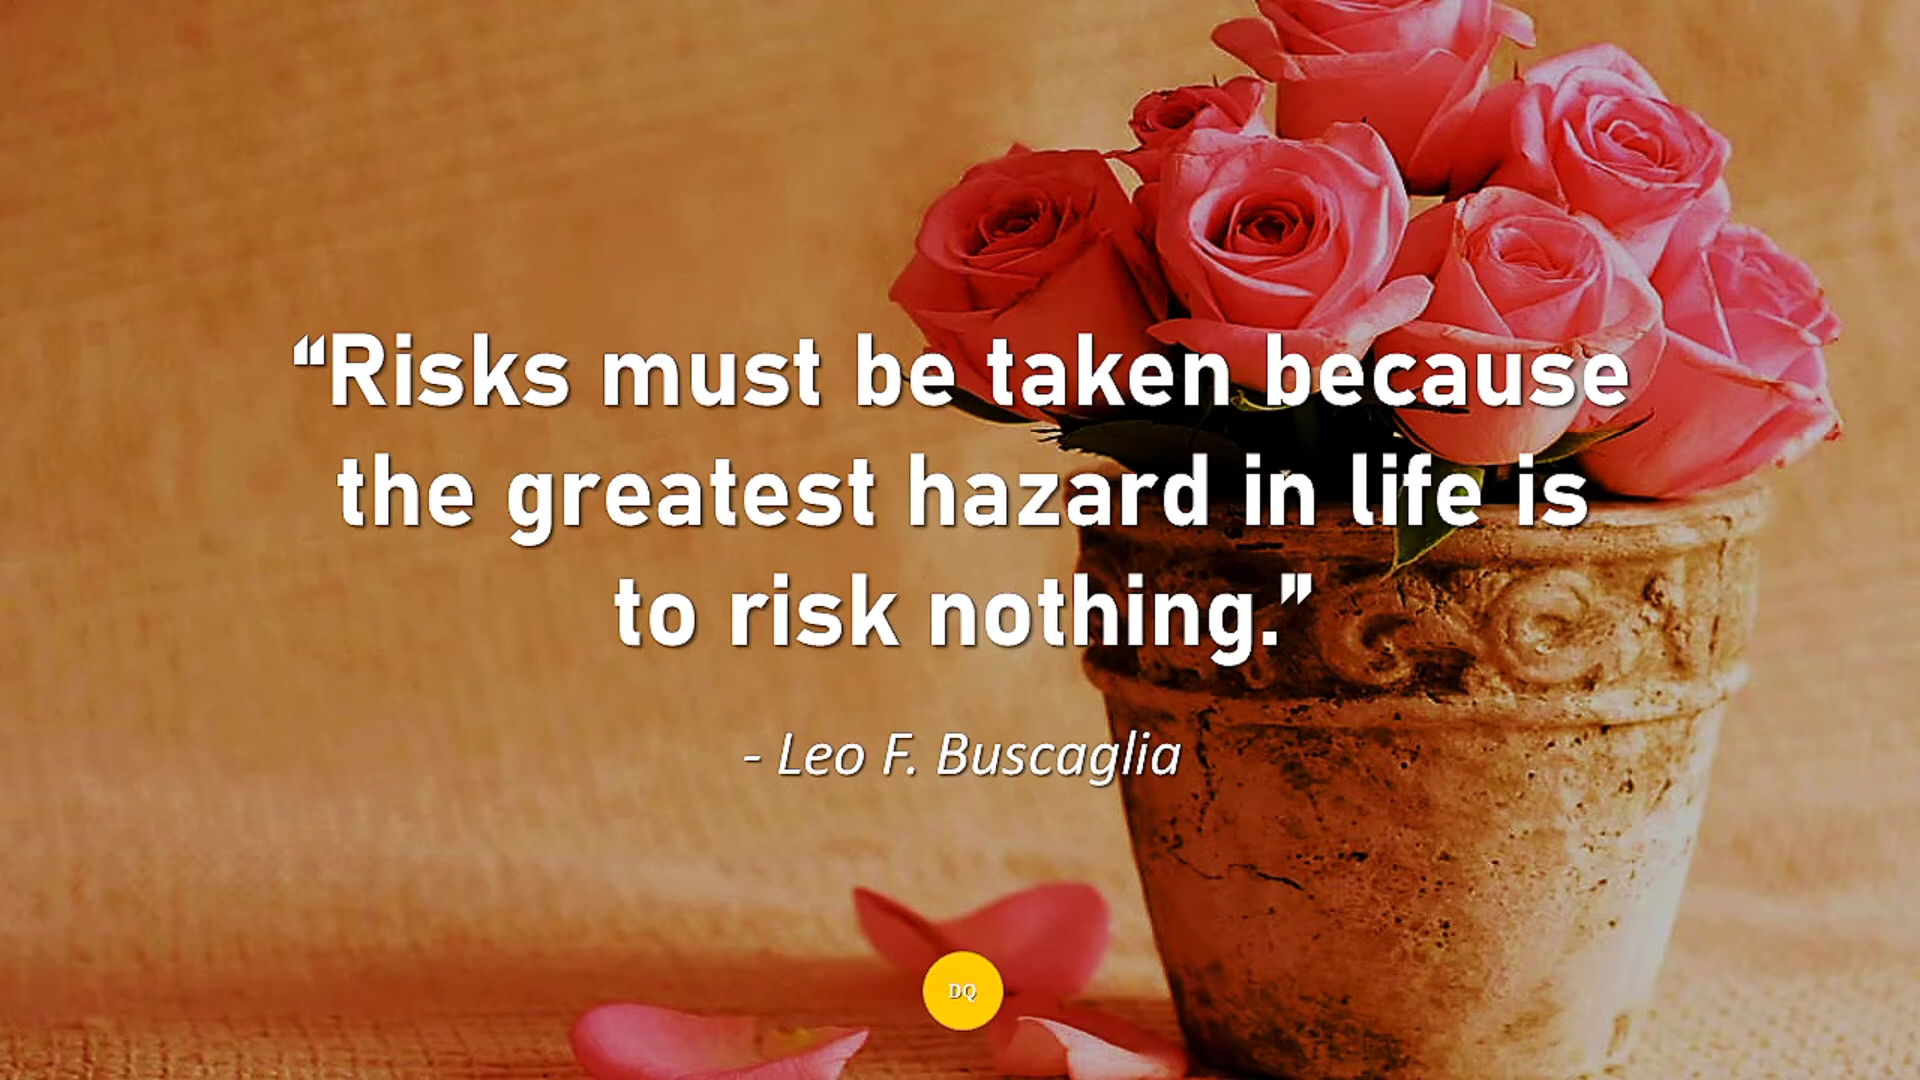 “Risks must be taken because
the greatest hazard in life is
to risk nothing.”
- Leo F. Buscaglia
DQ